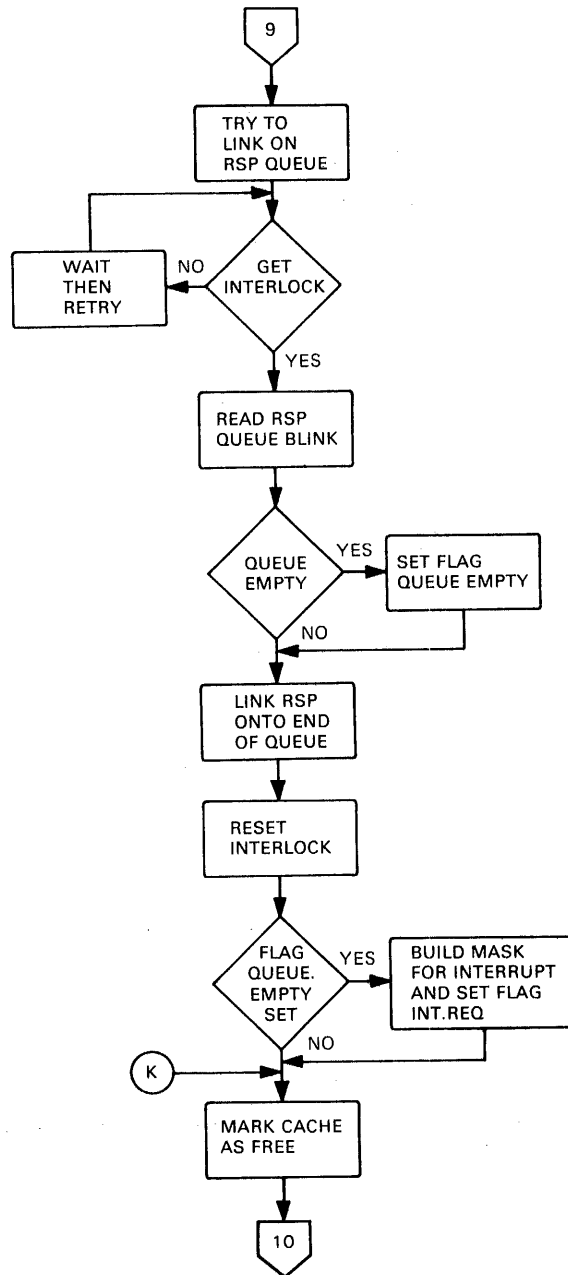 9
TRY TO
LINK ON
RSP QUEUE
WAIT
THEN
RETRY
NO
GET
INTERLOCK
YES
READ RSP
QUEUE BLINK
QUEUE
EMPTY
YES
SET FLAG
QUEUE EMPTY
NO
LINK RSP
ONTO END
OF QUEUE
RESET
INTERLOCK
FLAG
QUEUE.
EMPTY
SET
YES
BUILD MASK
FOR INTERRUPT
AND SET FLAG
INT.REQ
NO
K
MARK CACHE
AS FREE
10